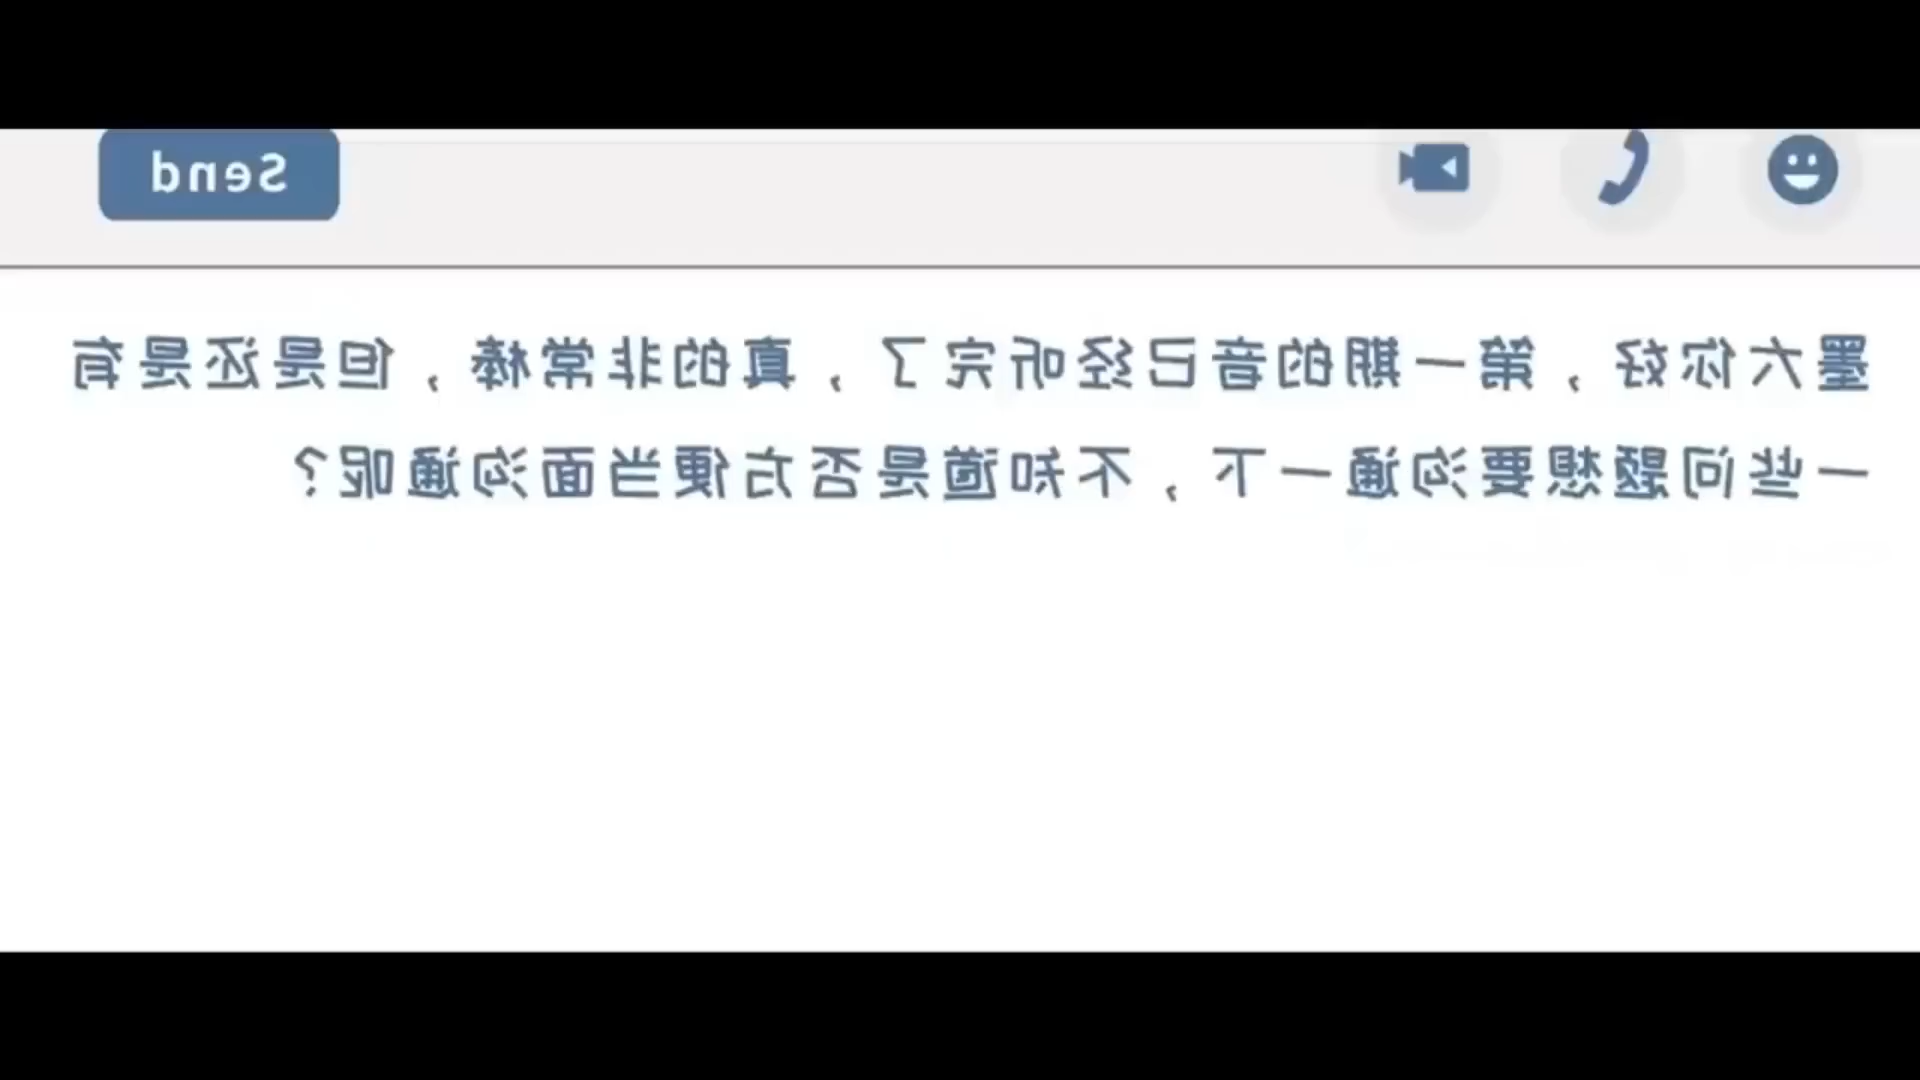 Send
墨六你好，第一期的音已经听完了，真的非常棒，但是还是有
一些问题想要沟通一下，不知道是否方便当面沟通呢？